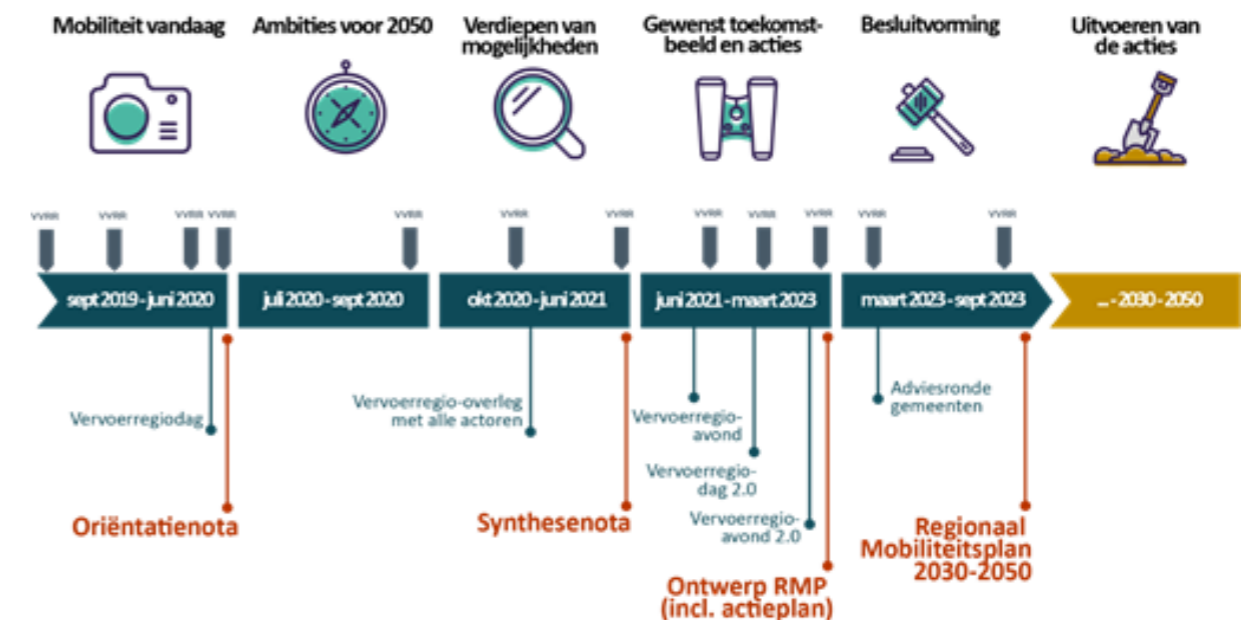 Mobiliteit vandaag
Ambities voor 2050
Verdiepen van
mogelijkheden
Gewenst toekomst-
beeld en acties
Besluitvorming
Uitvoeren van
de acties
VVRR
VVRR
VVRR
VVRR
VVRR
VVRR
VVRR
VVRR
VVRR
VVRR
VVRR
VVRR
sept 2019 - juni 2020
juli 2020 - sept 2020
okt 2020 - juni 2021
juni 2021 - maart 2023
maart 2023 - sept 2023
... - 2030 - 2050
Vervoerregiodag
Oriëntatienota
Vervoerregio-overleg
met alle actoren
Synthesenota
Vervoerregio-
avond
Vervoerregio-
dag 2.0
Vervoerregio-
avond 2.0
Ontwerp RMP
(incl. actieplan)
Adviesronde
gemeenten
Regionaal
Mobiliteitsplan
2030-2050